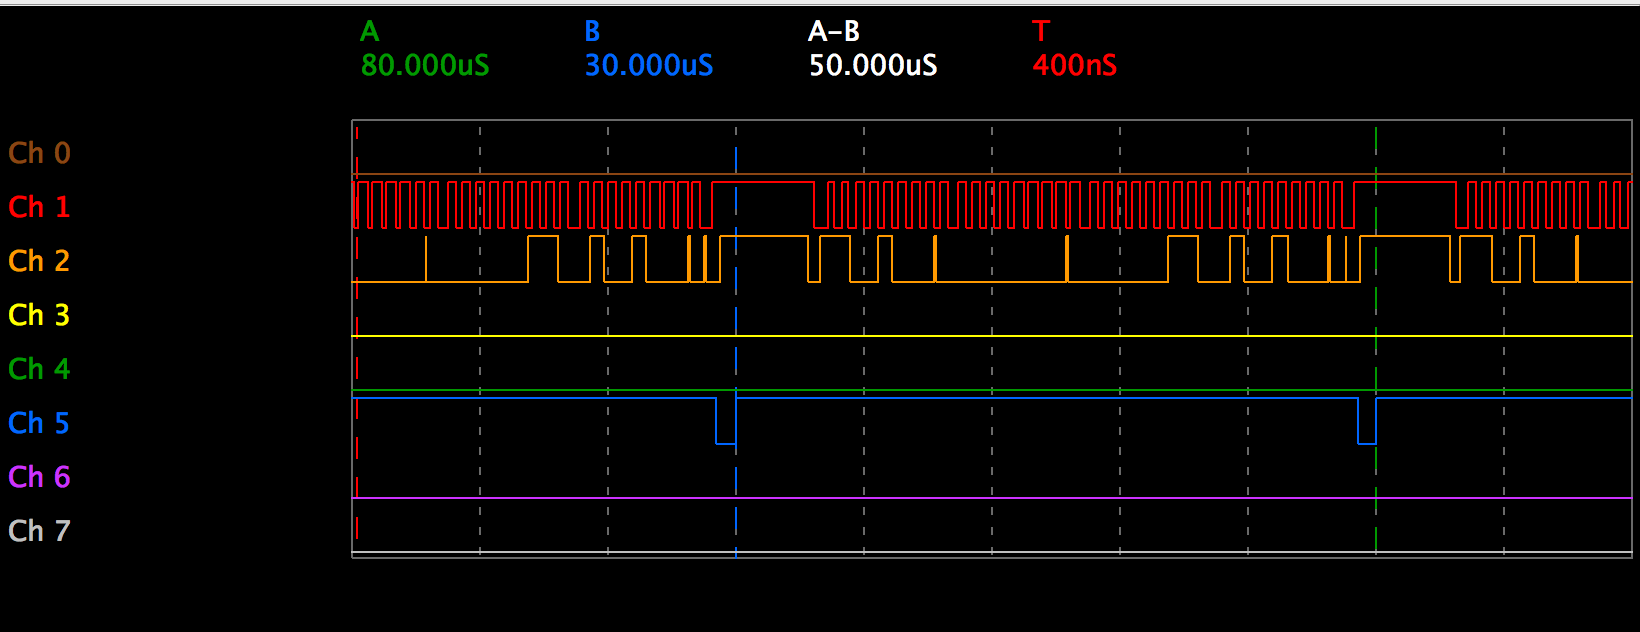 A B A-B T
80.000uS 30.000uS 50.000uS 400nS
Ch 0
Ch 1
Ch 2
Ch 3
Ch 4
Ch 5
Ch 6
Ch 7